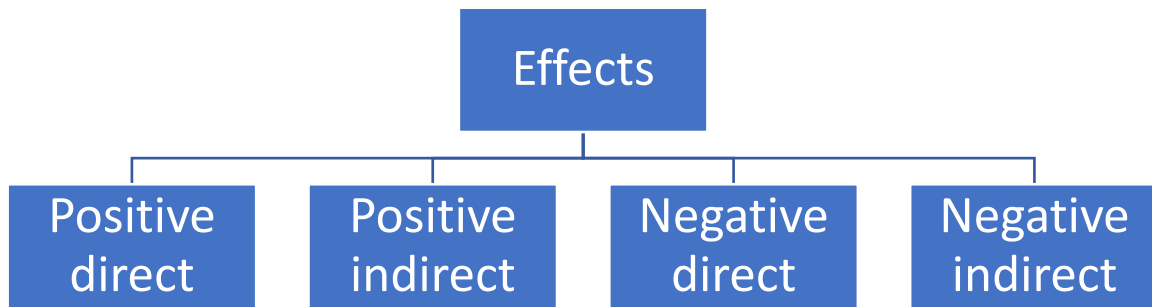 Effects
Positive
direct
Positive
indirect
Negative
direct
Negative
indirect